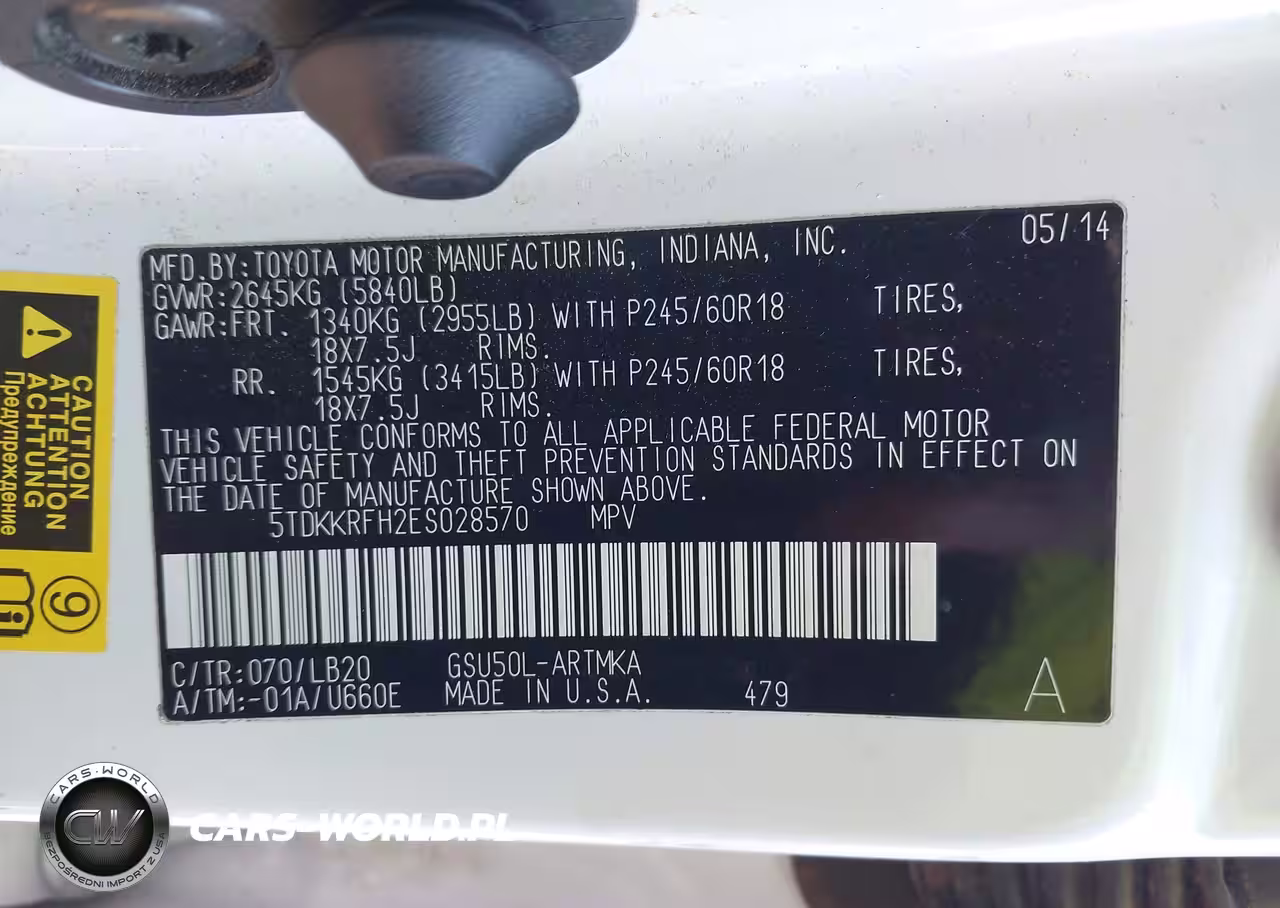 MFD.BY:TOYOTA MOTOR MANUFACTURING, INDIANA, INC. 05/14
GVWR:2645KG (5840LB)
GAWR:FRT. 1340KG (2955LB) WITH P245/60R18 TIRES,
18X7.5J RIMS.
RR. 1545KG (3415LB) WITH P245/60R18 TIRES,
18X7.5J RIMS.
THIS VEHICLE CONFORMS TO ALL APPLICABLE FEDERAL MOTOR
VEHICLE SAFETY AND THEFT PREVENTION STANDARDS IN EFFECT ON
THE DATE OF MANUFACTURE SHOWN ABOVE.
5TDKKRFH2ES028570 MPV
C/TR:070/LB20 GSU50L-ARTMKA
A/TM:-01A/U660E MADE IN U.S.A. 479 A
CAUTION
ATTENTION
ACHTUNG
Предупреждение
9
CARS-WORLD
CW
BEZPOŚREDNI IMPORT Z USA
CARS-WORLD.PL